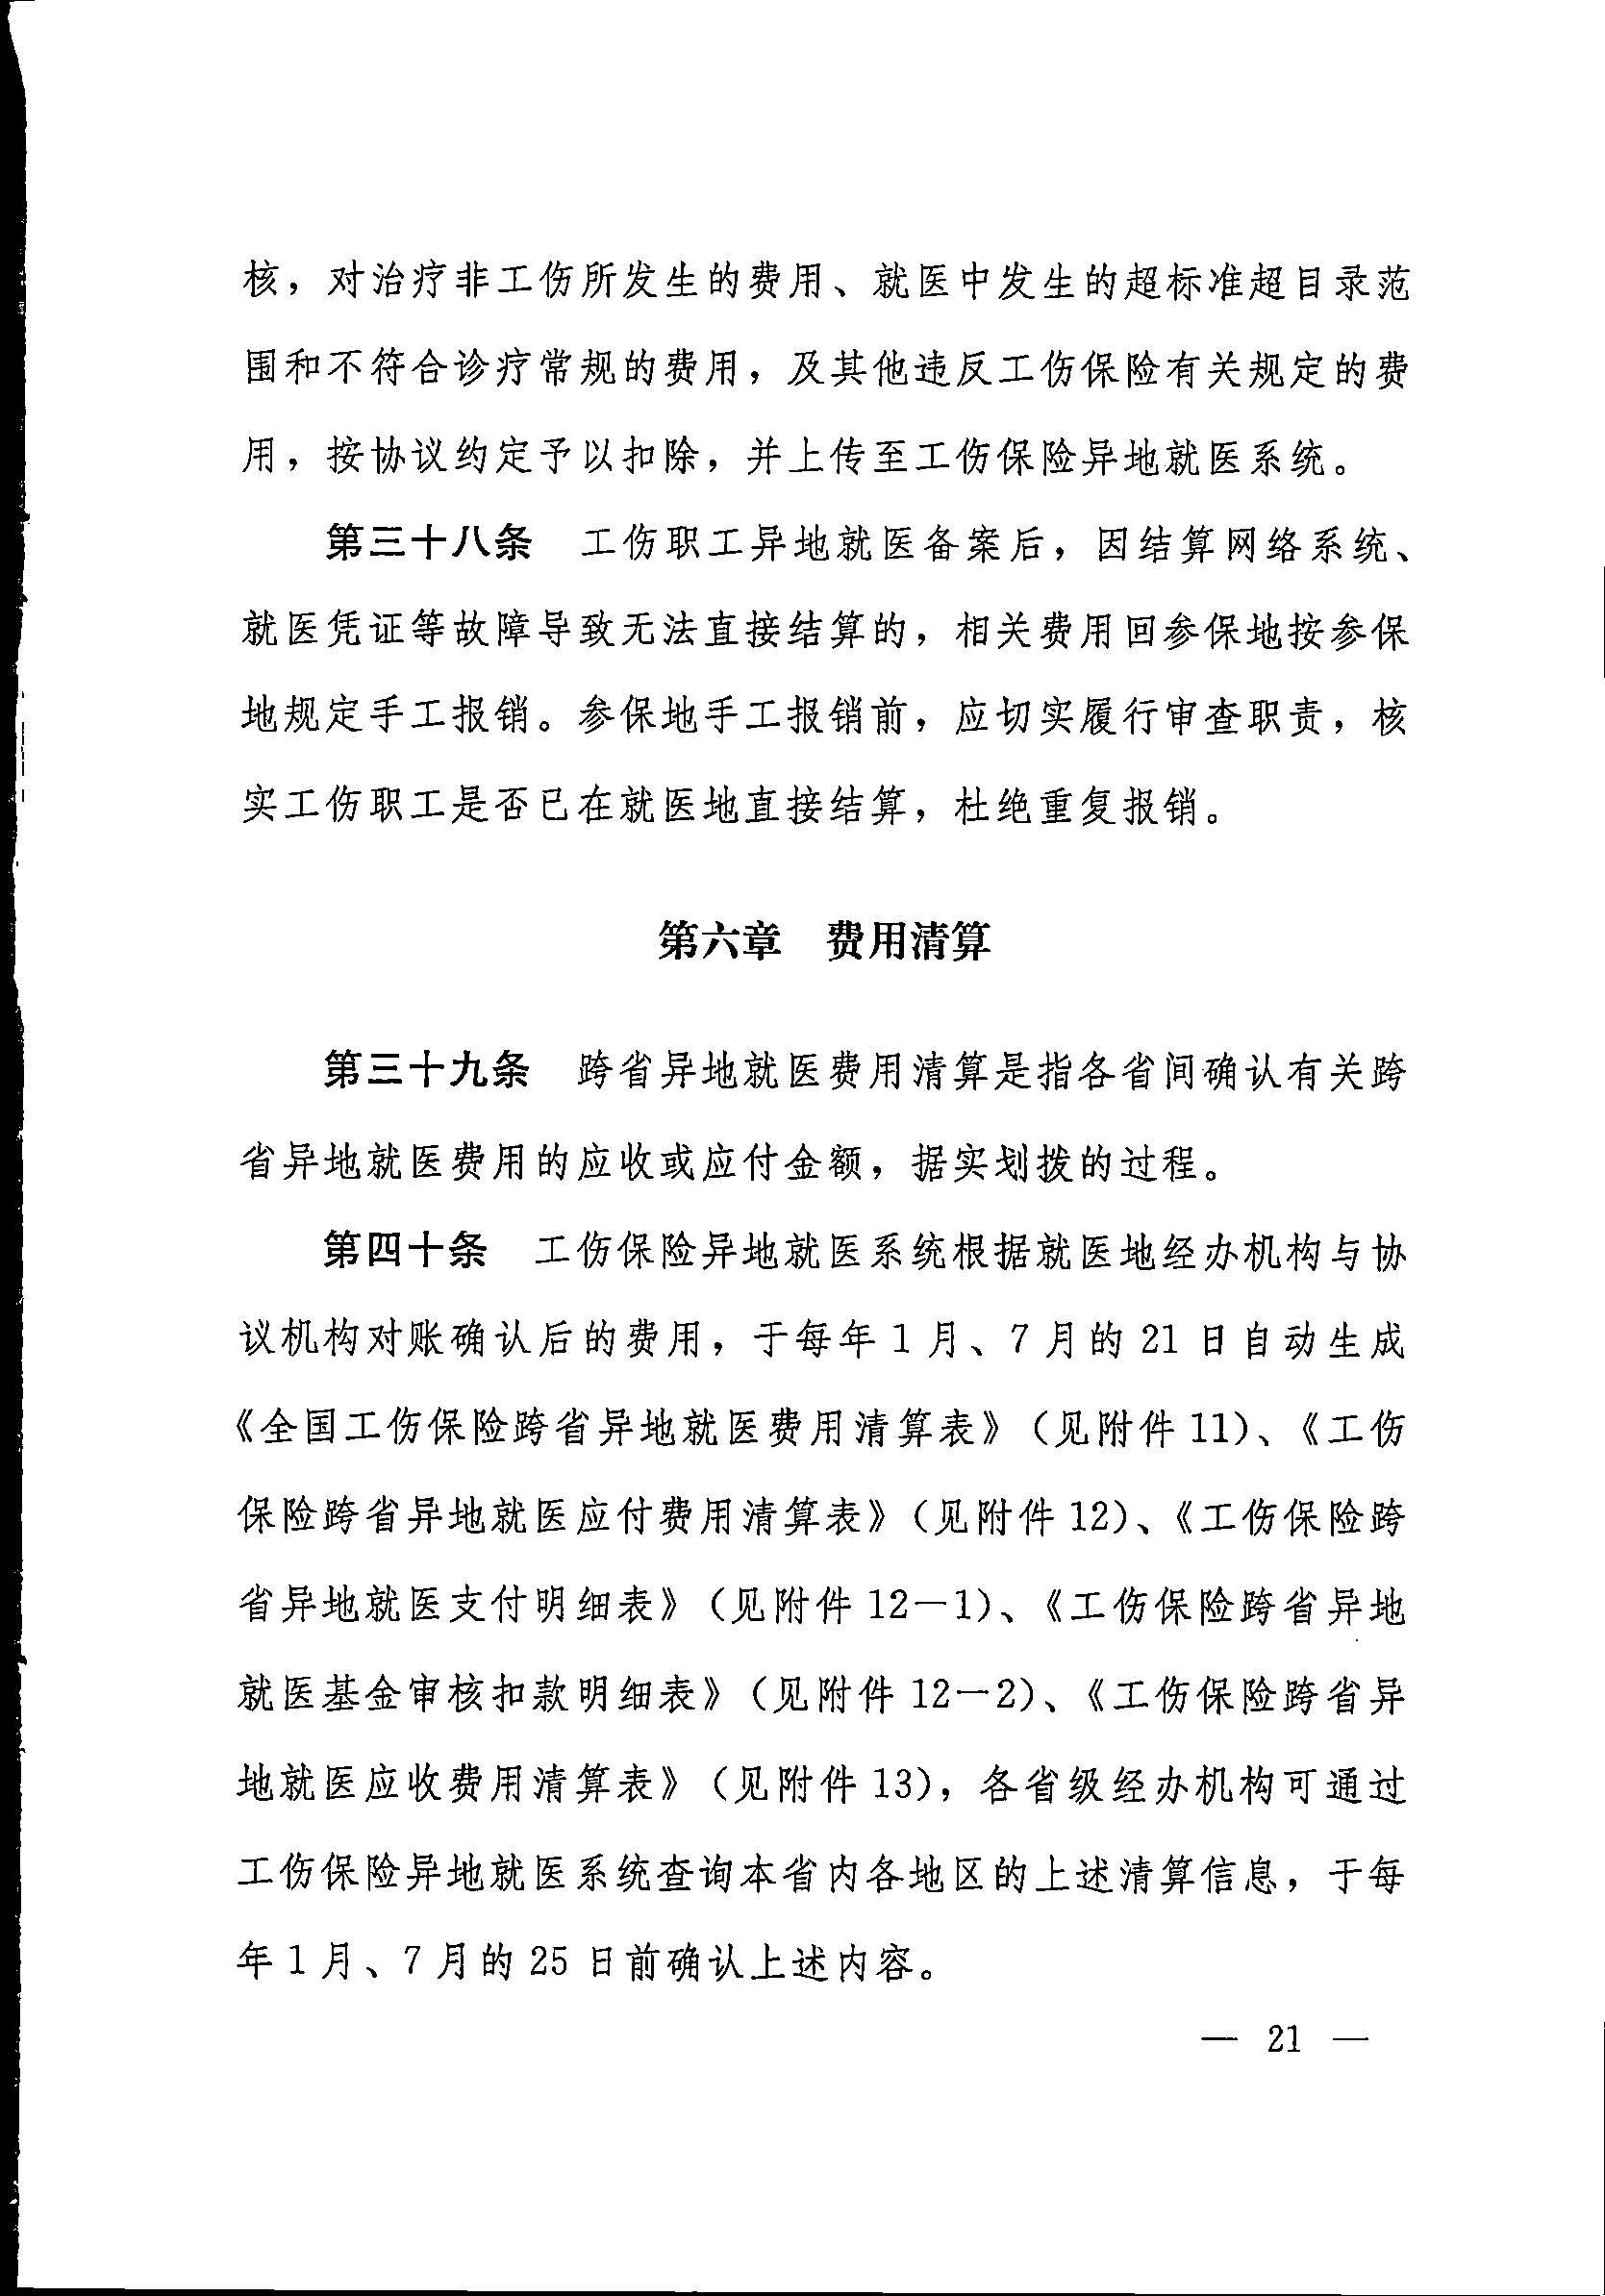 核，对治疗非工伤所发生的费用、就医中发生的超标准超目录范
围和不符合诊疗常规的费用，及其他违反工伤保险有关规定的费
用，按协议约定予以扣除，并上传至工伤保险异地就医系统。
第三十八条　工伤职工异地就医备案后，因结算网络系统、
就医凭证等故障导致无法直接结算的，相关费用回参保地按参保
地规定手工报销。参保地手工报销前，应切实履行审查职责，核
实工伤职工是否已在就医地直接结算，杜绝重复报销。
第六章　费用清算
第三十九条　跨省异地就医费用清算是指各省间确认有关跨
省异地就医费用的应收或应付金额，据实划拨的过程。
第四十条　工伤保险异地就医系统根据就医地经办机构与协
议机构对账确认后的费用，于每年1月、7月的21日自动生成
《全国工伤保险跨省异地就医费用清算表》（见附件11）、《工伤
保险跨省异地就医应付费用清算表》（见附件12）、《工伤保险跨
省异地就医支付明细表》（见附件12－1）、《工伤保险跨省异地
就医基金审核扣款明细表》（见附件12－2）、《工伤保险跨省异
地就医应收费用清算表》（见附件13），各省级经办机构可通过
工伤保险异地就医系统查询本省内各地区的上述清算信息，于每
年1月、7月的25日前确认上述内容。
— 21 —